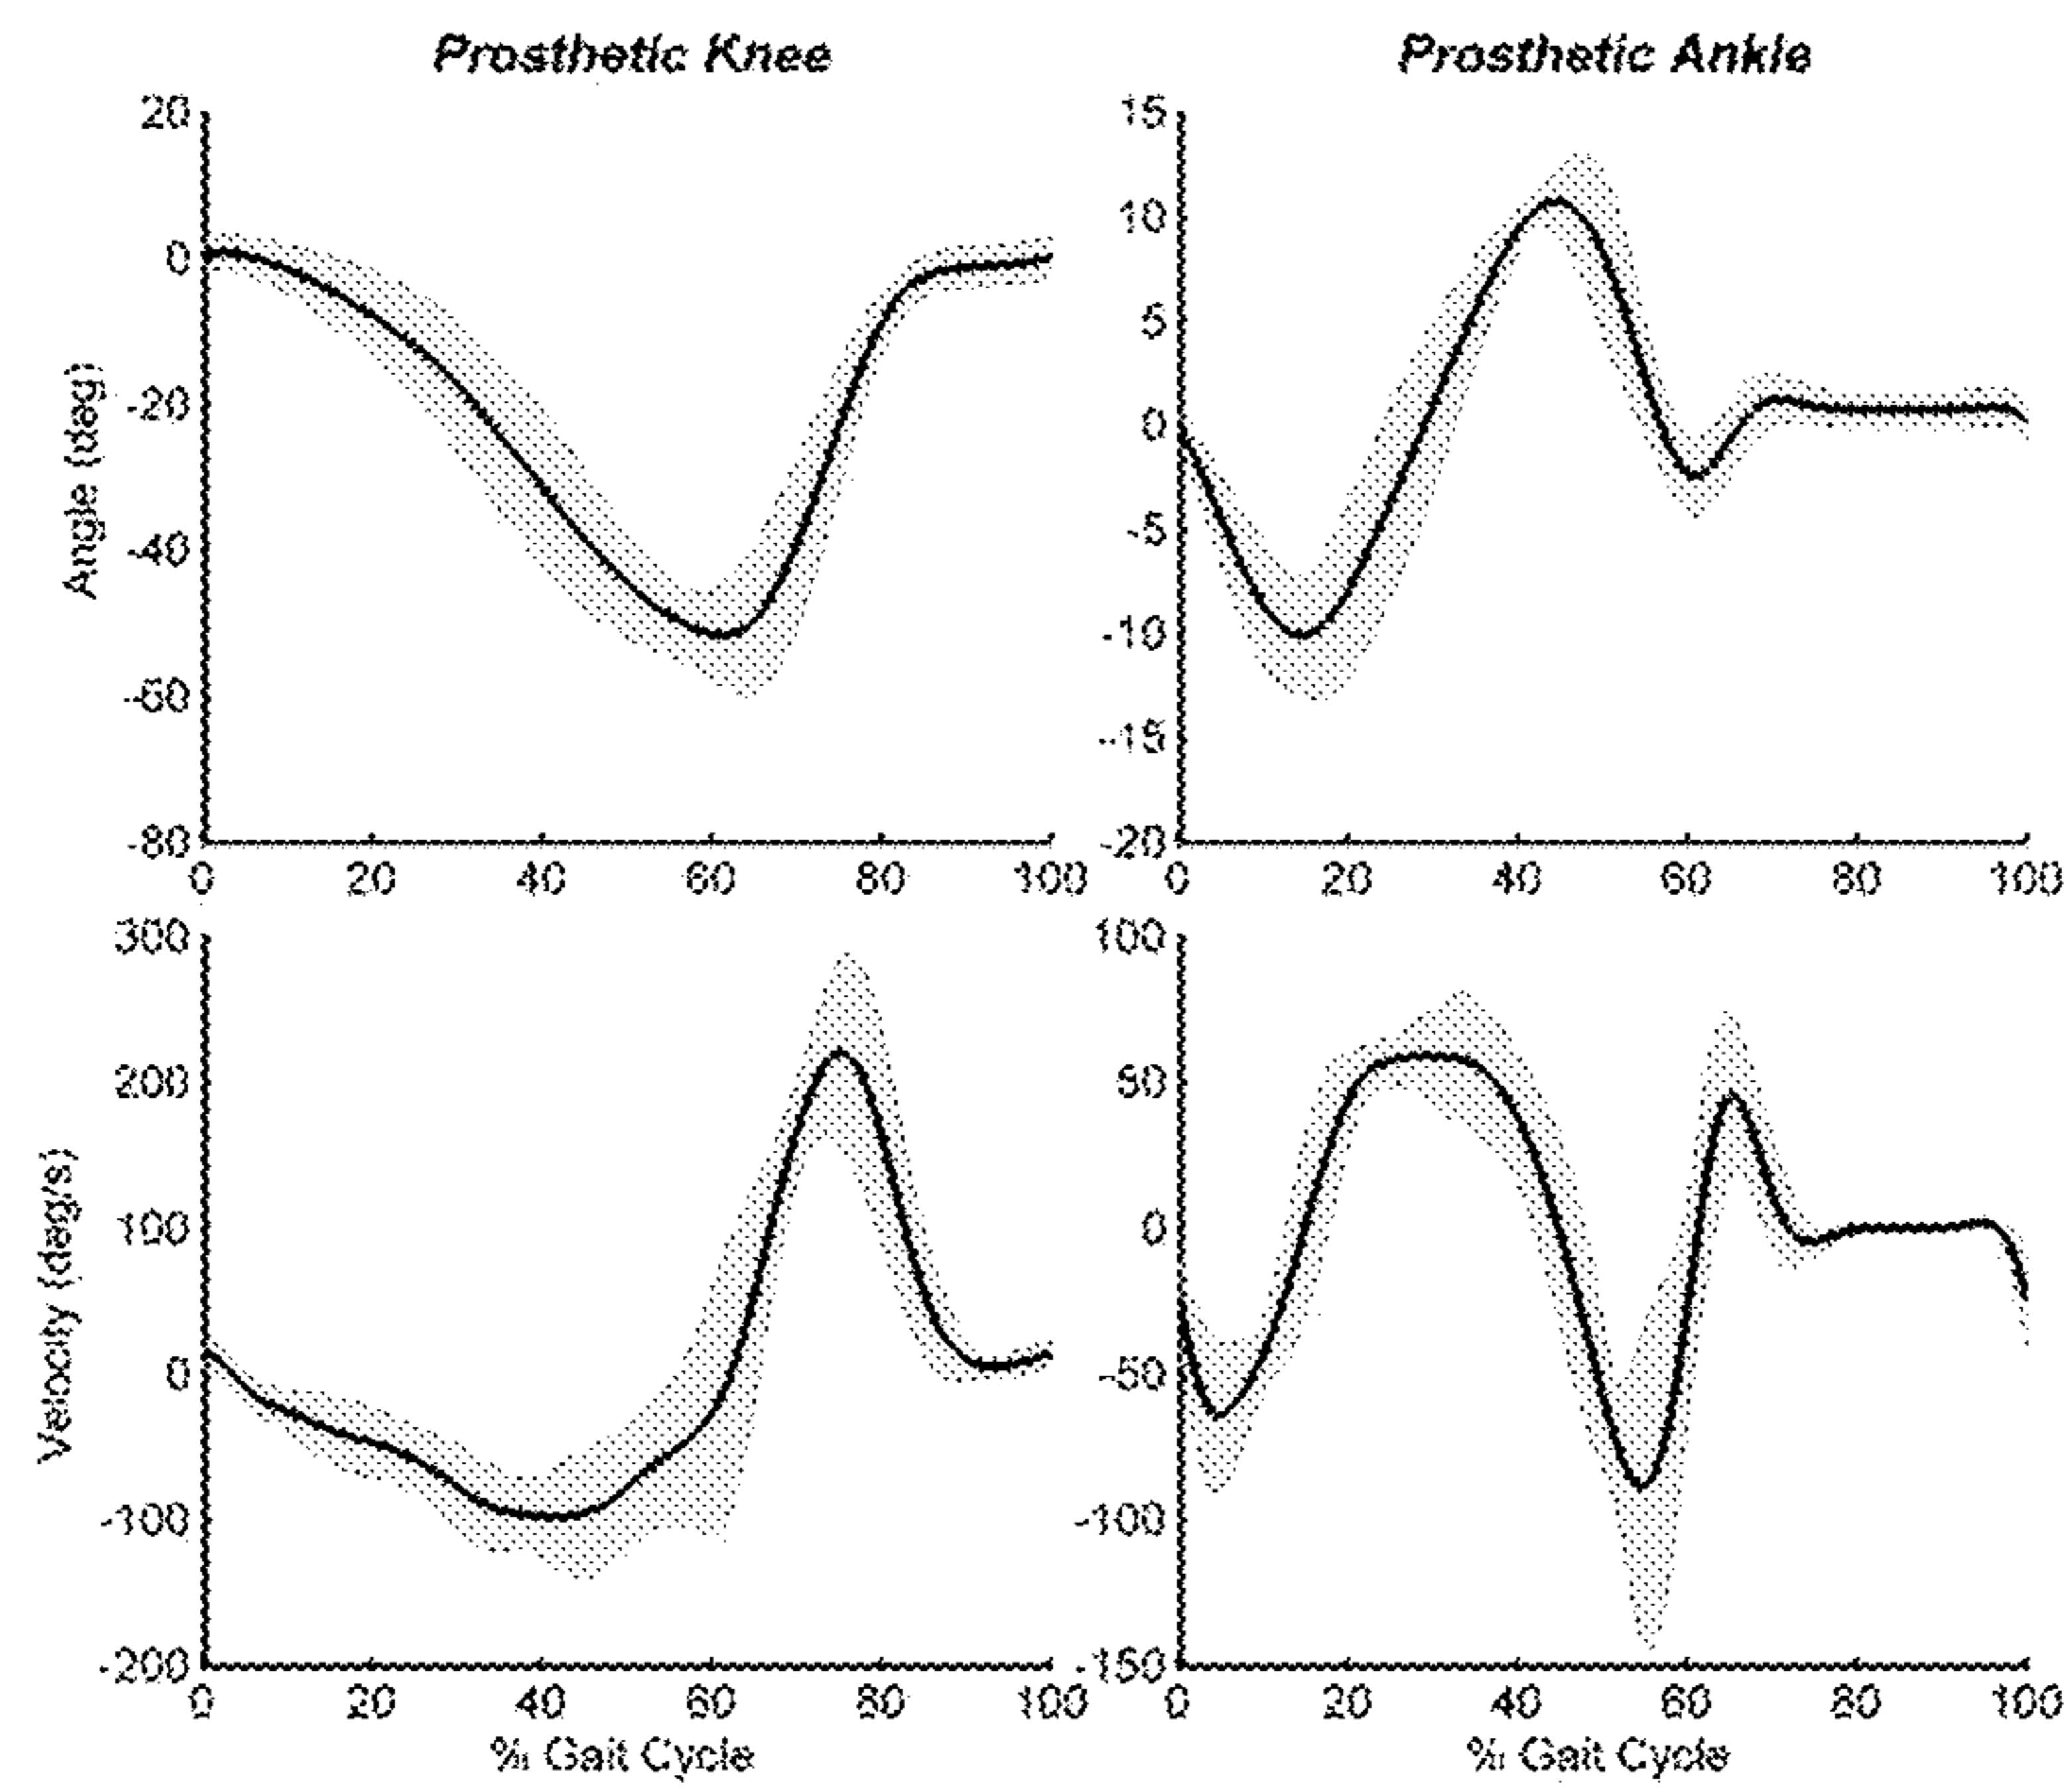 Prosthetic Knee
Prosthetic Ankle
20
0
-20
-40
-60
-80
0 20 40 60 80 100
Angle (deg)
15
10
5
0
-5
-10
-15
-20
0 20 40 60 80 100
300
200
100
0
-100
-200
0 20 40 60 80 100
Velocity (deg/s)
% Gait Cycle
100
50
0
-50
-100
-150
0 20 40 60 80 100
% Gait Cycle